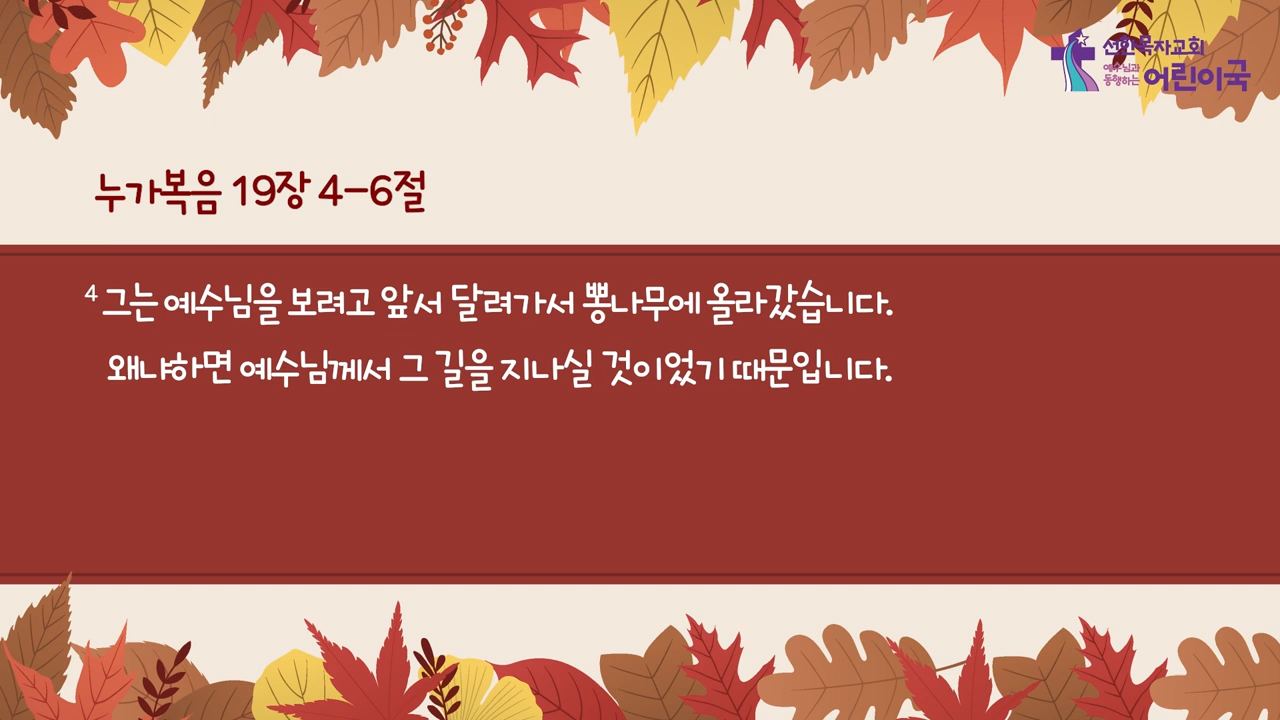 선한목자교회
예수님과
동행하는
어린이국
누가복음 19장 4-6절
4 그는 예수님을 보려고 앞서 달려가서 뽕나무에 올라갔습니다.
왜냐하면 예수님께서 그 길을 지나실 것이었기 때문입니다.